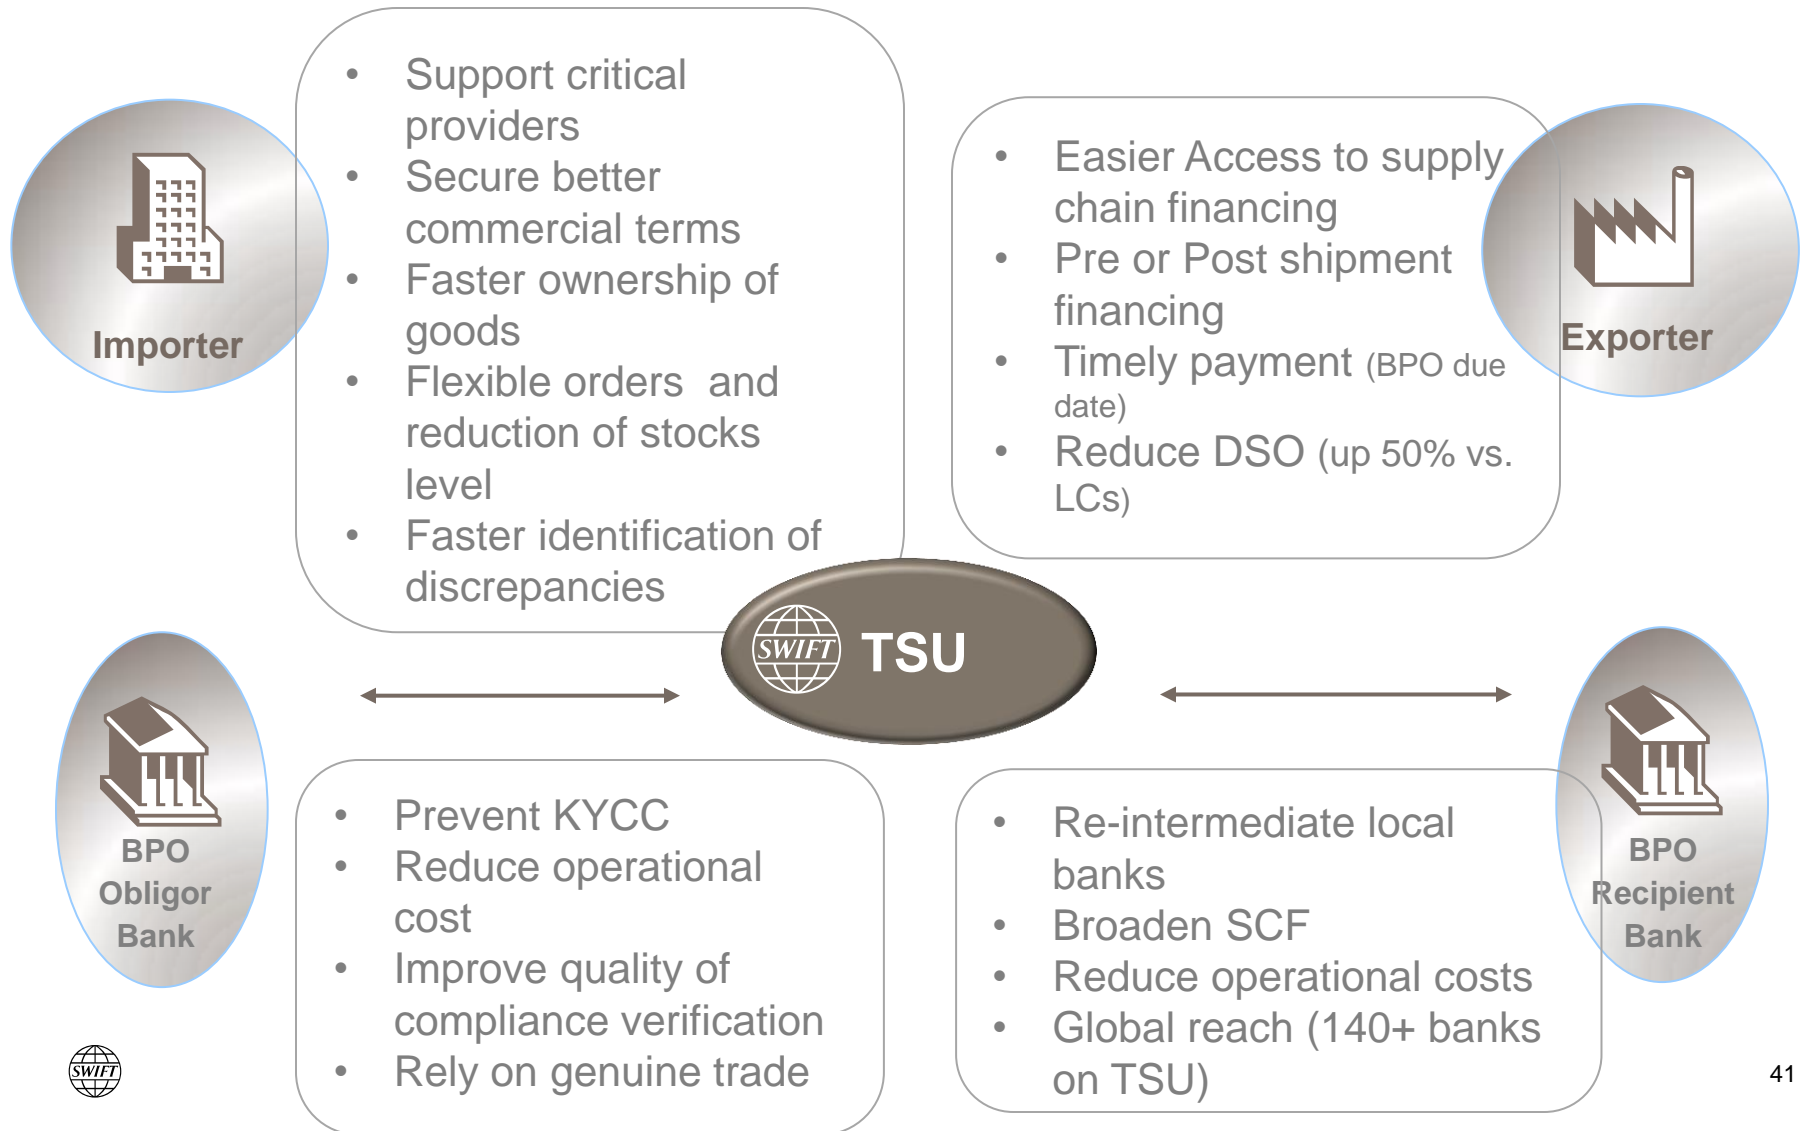 • Support critical
providers
• Secure better
commercial terms
• Faster ownership of
goods
• Flexible orders  and
reduction of stocks
level
• Faster identification of
discrepancies
Importer
• Easier Access to supply
chain financing
• Pre or Post shipment
financing
• Timely payment (BPO due
date)
• Reduce DSO (up 50% vs.
LCs)
Exporter
SWIFT TSU
BPO
Obligor
Bank
• Prevent KYCC
• Reduce operational
cost
• Improve quality of
compliance verification
• Rely on genuine trade
• Re-intermediate local
banks
• Broaden SCF
• Reduce operational costs
• Global reach (140+ banks
on TSU)
BPO
Recipient
Bank
SWIFT
41